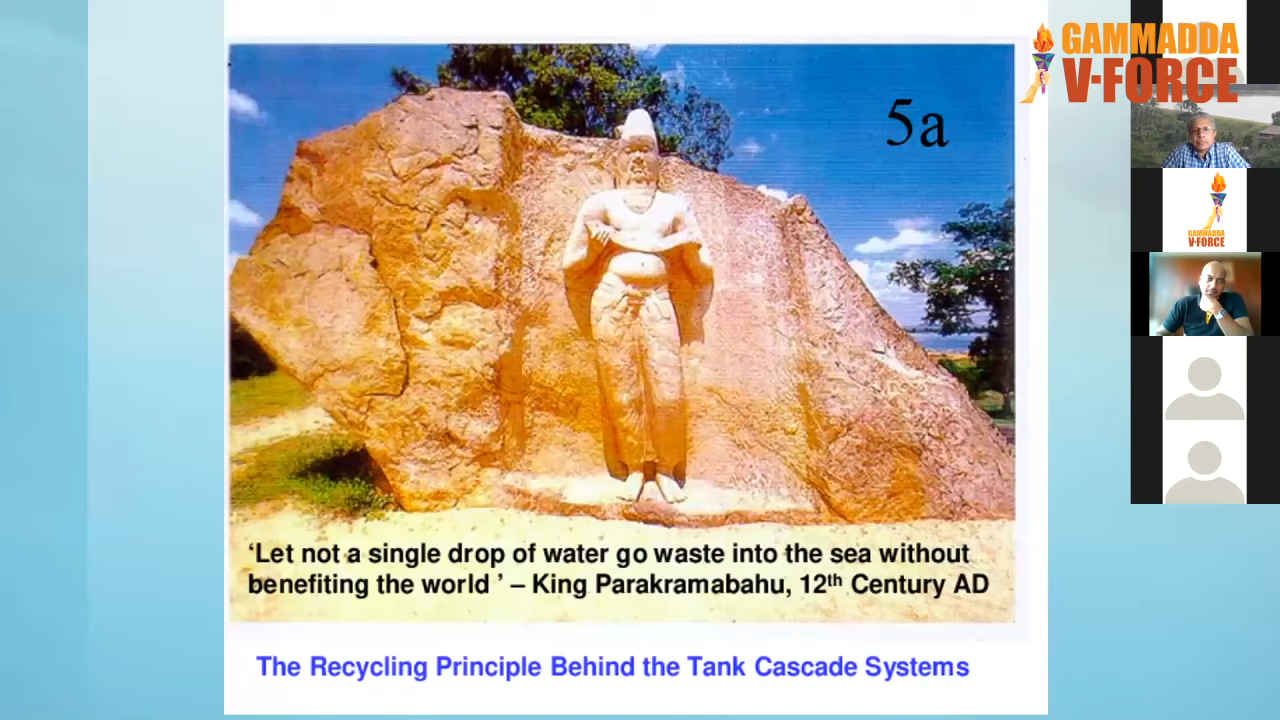 GAMMADDA
V-FORCE
5a
GAMMADDA
V-FORCE
‘Let not a single drop of water go waste into the sea without
benefiting the world ’ – King Parakramabahu, 12th Century AD
The Recycling Principle Behind the Tank Cascade Systems